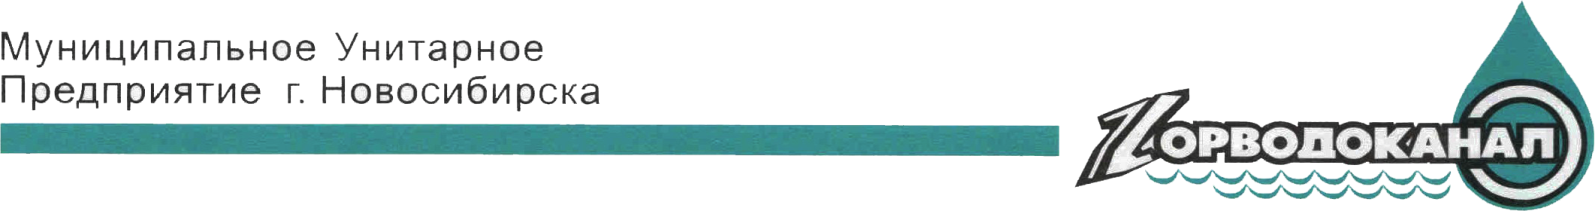 Муниципальное Унитарное
Предприятие г. Новосибирска
ГОРВОДОКАНАЛ